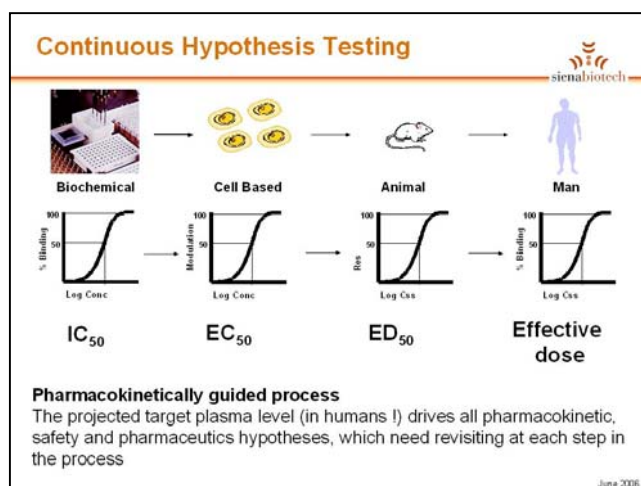 Continuous Hypothesis Testing
sienabiotech
Biochemical
Cell Based
Animal
Man
100
50
% Binding
Log Conc
100
50
Modulation
Log Conc
50
Res
Log Css
100
50
% Binding
Log Css
IC50
EC50
ED50
Effective
dose
Pharmacokinetically guided process
The projected target plasma level (in humans !) drives all pharmacokinetic,
safety and pharmaceutics hypotheses, which need revisiting at each step in
the process
June 2006